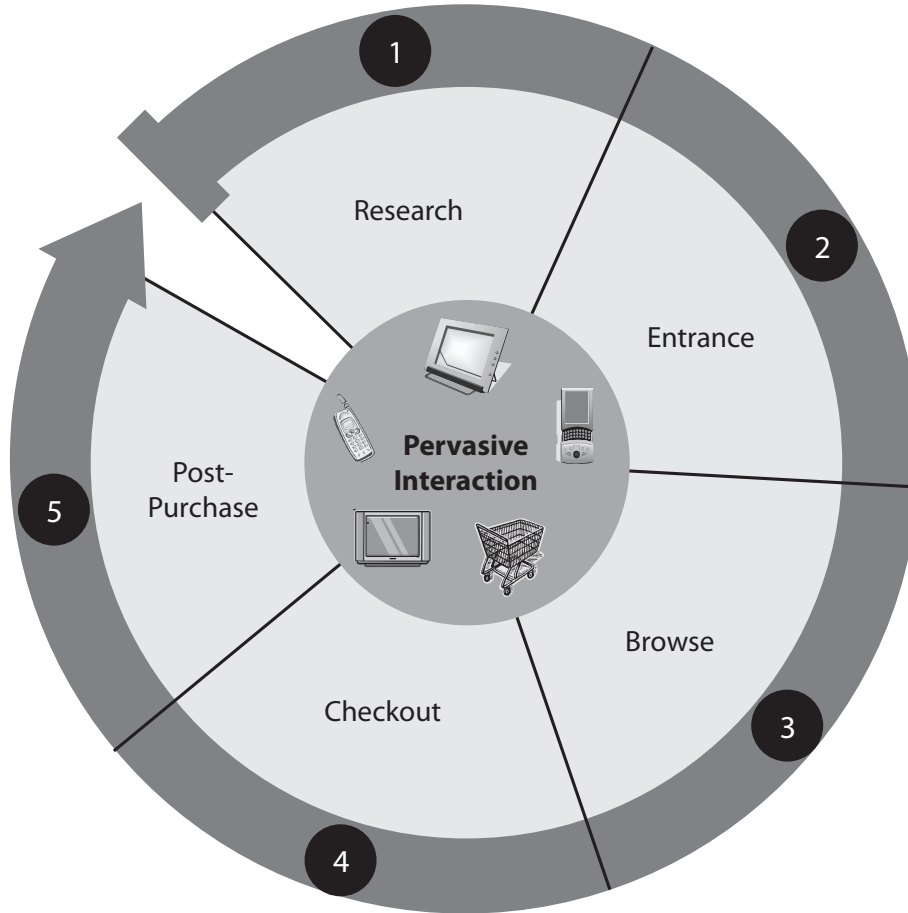 1
Research
2
Entrance
Pervasive
Interaction
Post-
Purchase
5
Browse
Checkout
3
4